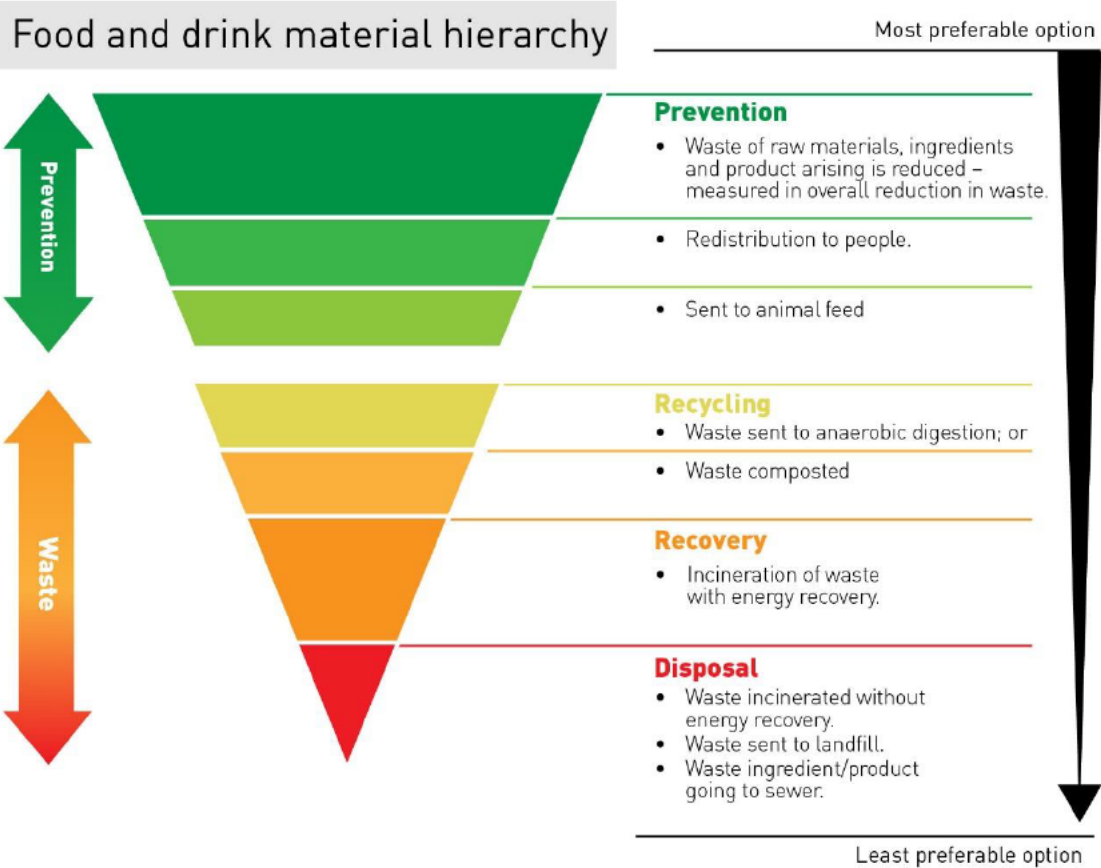 Food and drink material hierarchy
Most preferable option
Prevention
Prevention
• Waste of raw materials, ingredients
and product arising is reduced –
measured in overall reduction in waste.
• Redistribution to people.
• Sent to animal feed
Waste
Recycling
• Waste sent to anaerobic digestion; or
• Waste composted
Recovery
• Incineration of waste
with energy recovery.
Disposal
• Waste incinerated without
energy recovery.
• Waste sent to landfill.
• Waste ingredient/product
going to sewer.
Least preferable option